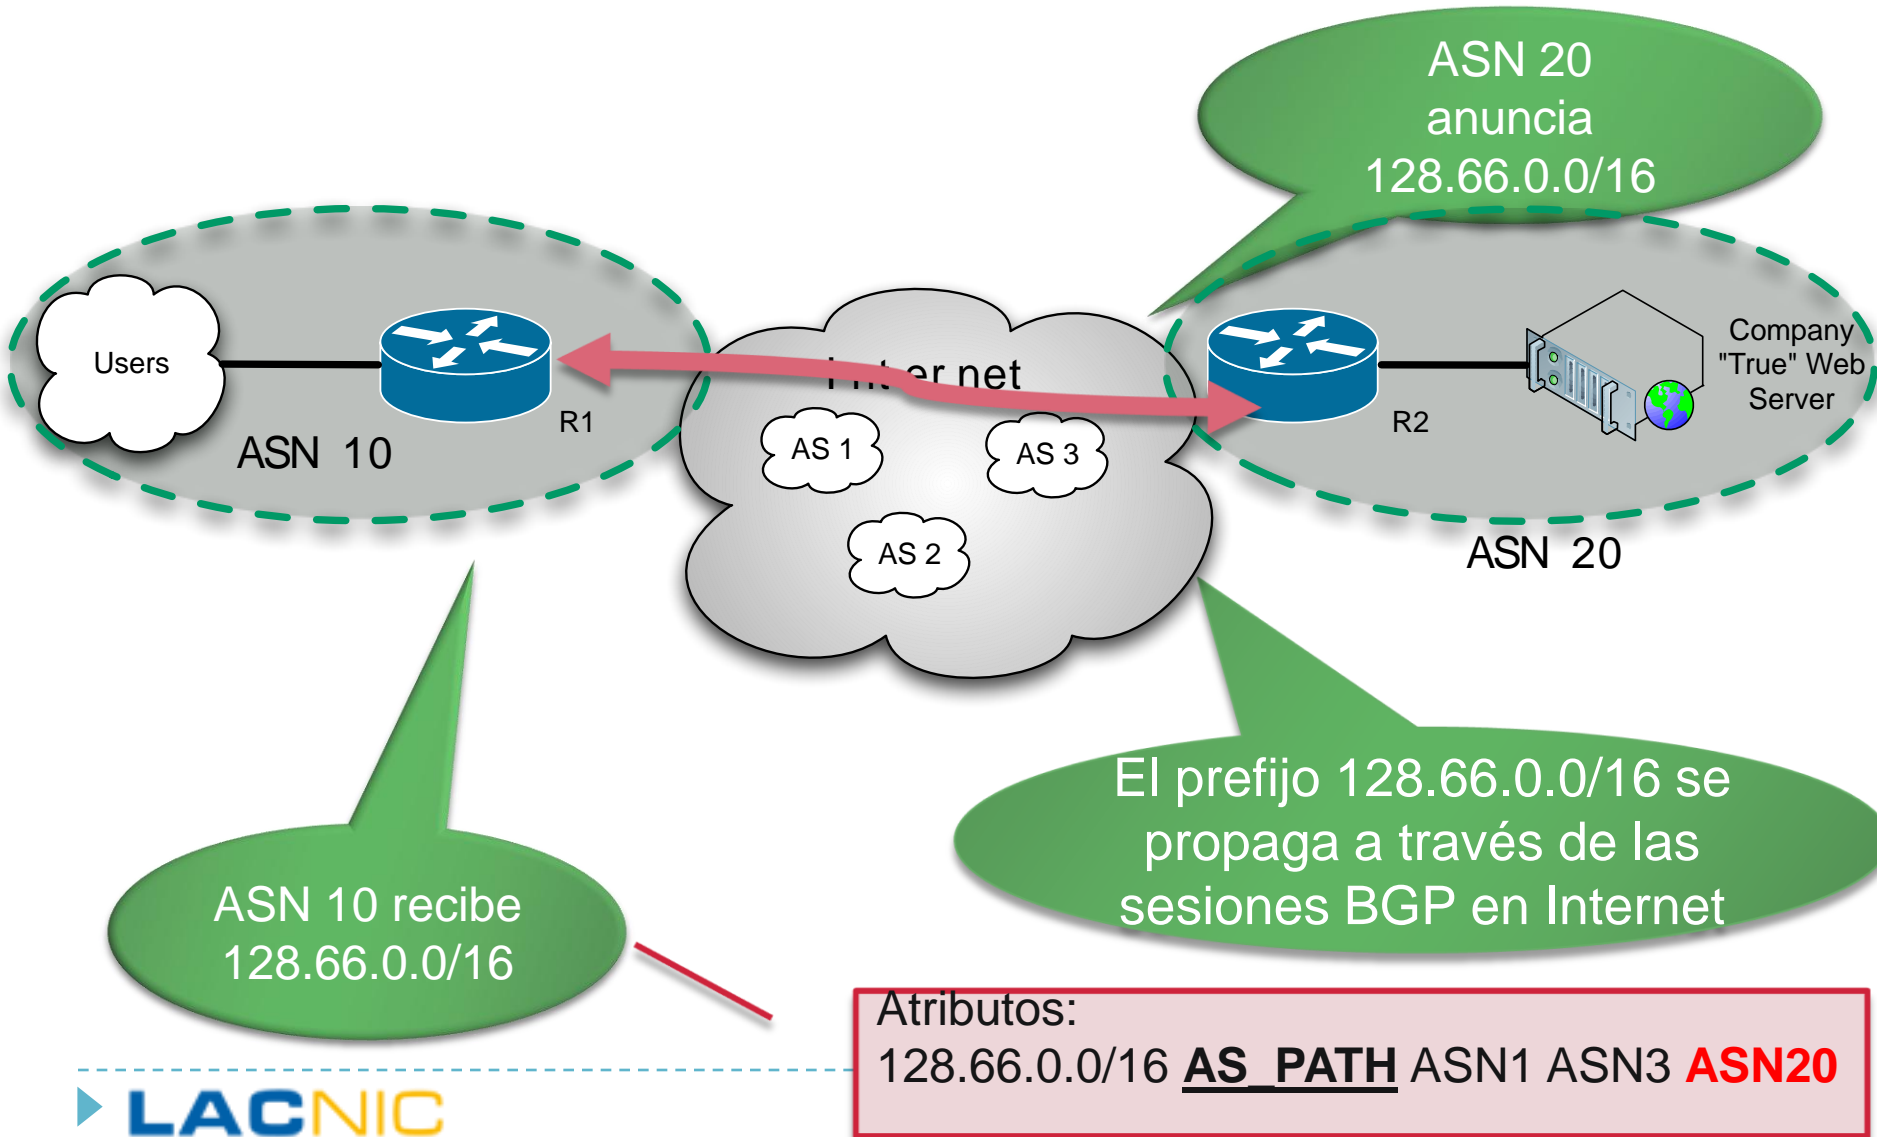 ASN 20
anuncia
128.66.0.0/16
Users
R1
ASN 10
Internet
AS 1
AS 3
AS 2
R2
Company
"True" Web
Server
ASN 20
El prefijo 128.66.0.0/16 se
propaga a través de las
sesiones BGP en Internet
ASN 10 recibe
128.66.0.0/16
Atributos:
128.66.0.0/16 AS_PATH ASN1 ASN3 ASN20
LACNIC